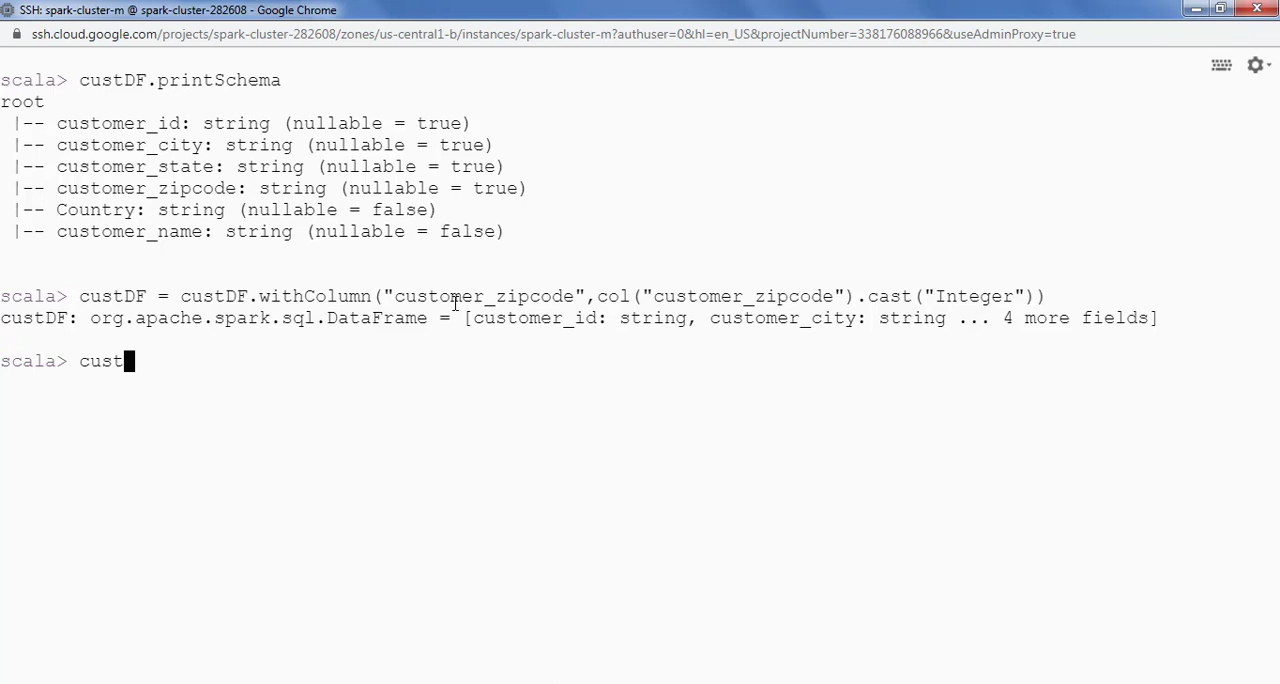 SSH: spark-cluster-m @ spark-cluster-282608 - Google Chrome
ssh.cloud.google.com/projects/spark-cluster-282608/zones/us-central1-b/instances/spark-cluster-m?authuser=0&hl=en_US&projectNumber=338176088966&useAdminProxy=true
scala> custDF.printSchema
root
 |-- customer_id: string (nullable = true)
 |-- customer_city: string (nullable = true)
 |-- customer_state: string (nullable = true)
 |-- customer_zipcode: string (nullable = true)
 |-- Country: string (nullable = false)
 |-- customer_name: string (nullable = false)
scala> custDF = custDF.withColumn("customer_zipcode",col("customer_zipcode").cast("Integer"))
custDF: org.apache.spark.sql.DataFrame = [customer_id: string, customer_city: string ... 4 more fields]
scala> cust